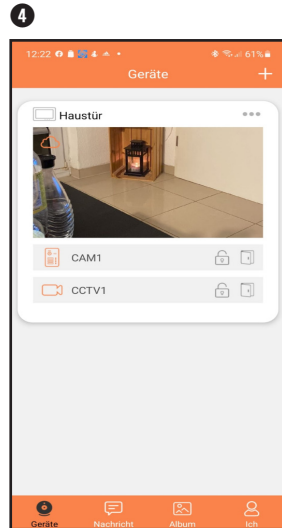 4
12:22
61%
Geräte
+
Haustür
CAM1
CCTV1
Geräte Nachricht Album Ich